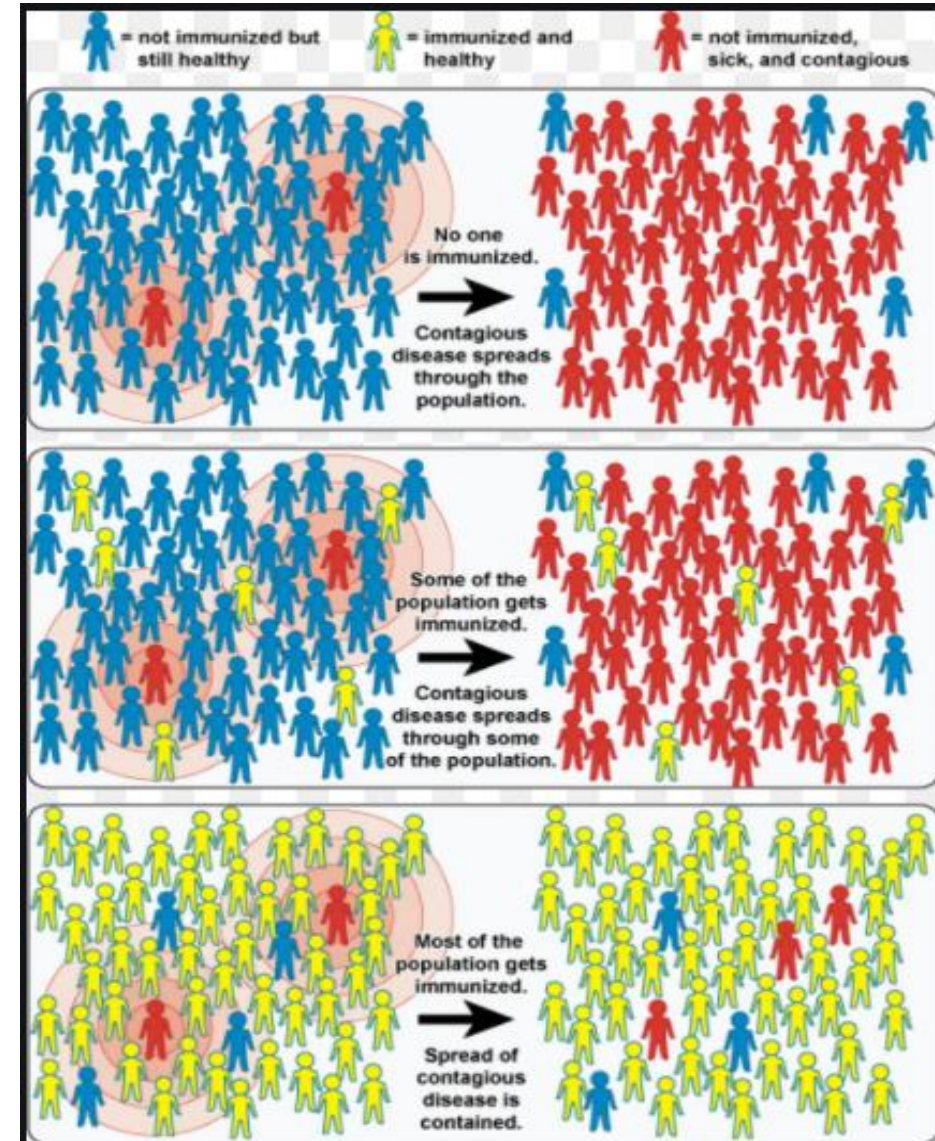 = not immunized but
still healthy
= immunized and
healthy
= not immunized,
sick, and contagious
No one
is immunized.
Contagious
disease spreads
through the
population.
Some of the
population gets
immunized.
Contagious
disease spreads
through some
of the population.
Most of the
population gets
immunized.
Spread of
contagious
disease is
contained.